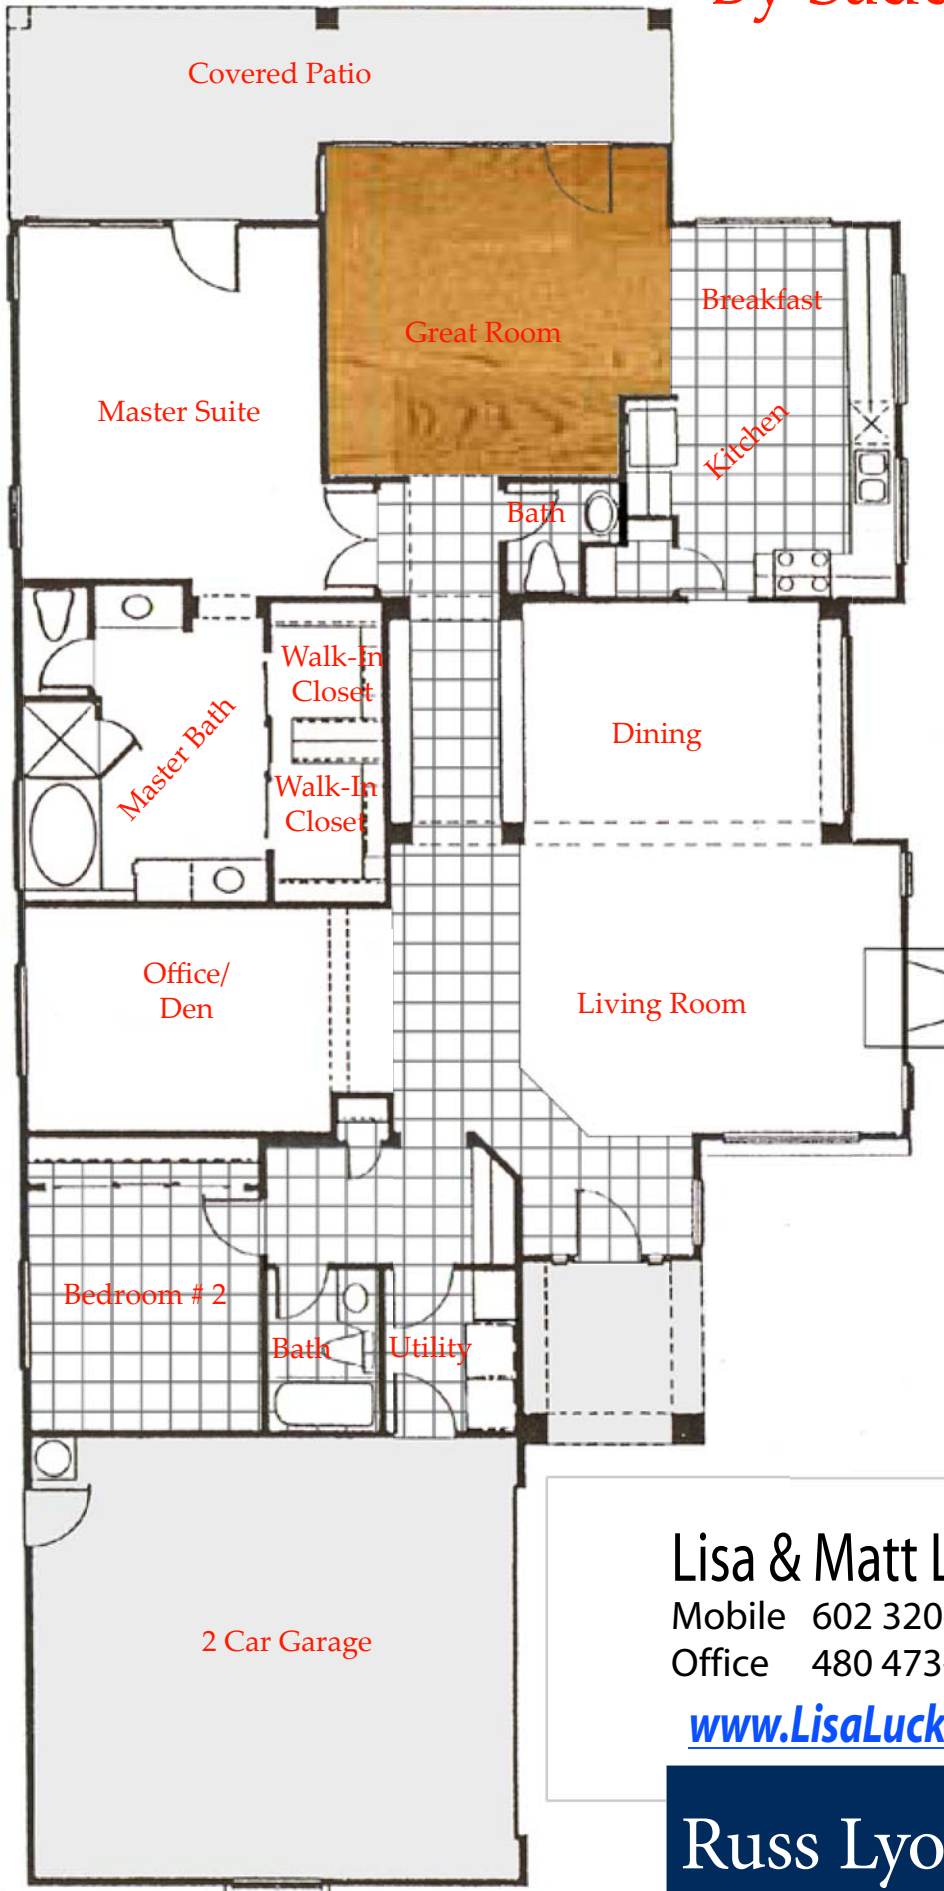 By
Covered Patio
Great Room
Breakfast
Kitchen
Master Suite
Bath
Walk-In
Closet
Master Bath
Walk-In
Closet
Dining
Office/
Den
Living Room
Bedroom # 2
Bath
Utility
2 Car Garage
Lisa & Matt L
Mobile 602 320
Office 480 473
www.LisaLuck
Russ Lyo